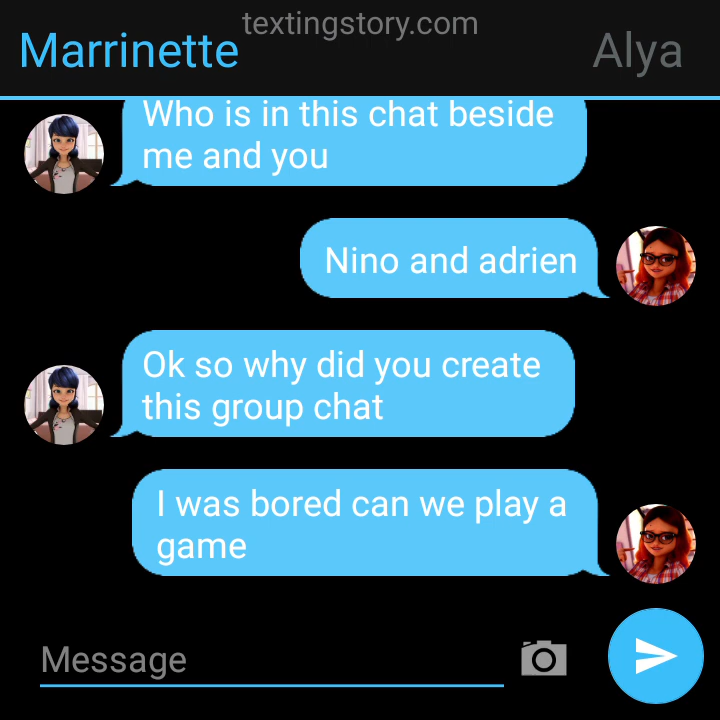 textingstory.com
Marrinette
Alya
Who is in this chat beside
me and you
Nino and adrien
Ok so why did you create
this group chat
I was bored can we play a
game
Message